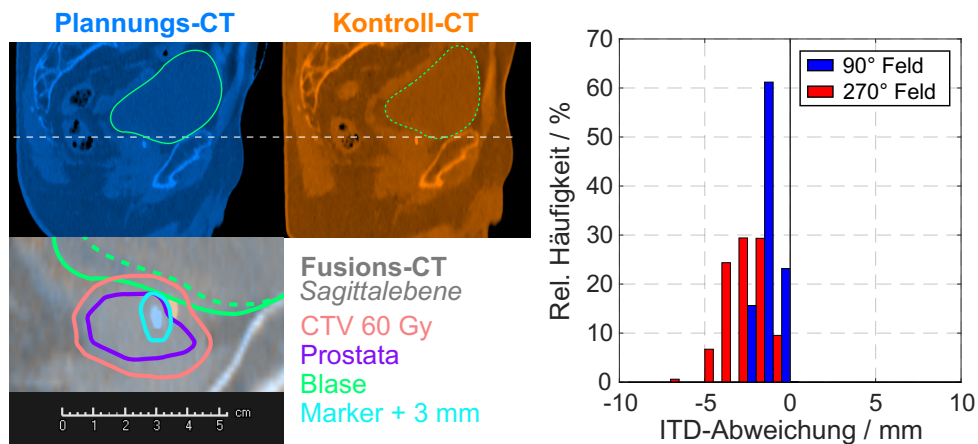 Plannungs-CT
Kontroll-CT
Fusions-CT
Sagittalebene
CTV 60 Gy
Prostata
Blase
Marker + 3 mm
0 1 2 3 4 5 cm
Rel. Häufigkeit / %
70
60
50
40
30
20
10
0
90° Feld
270° Feld
-10 -5 0 5 10
ITD-Abweichung / mm